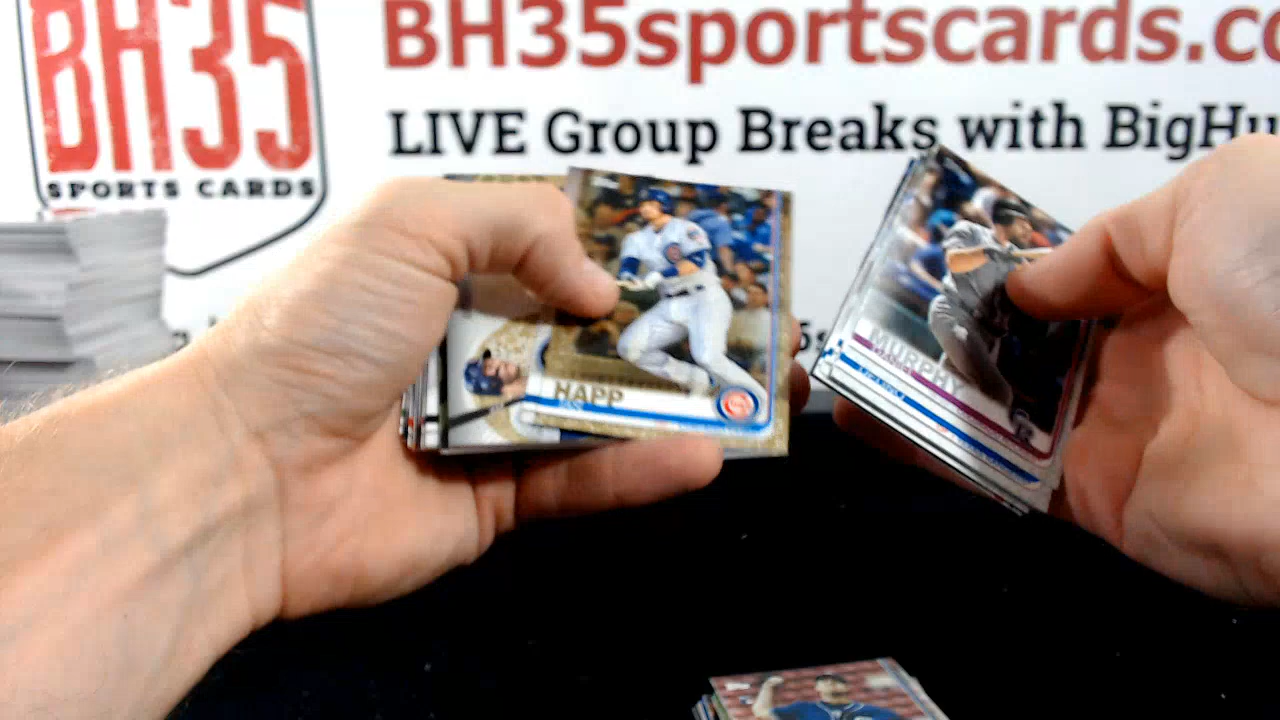 BH35
SPORTS CARDS
BH35sportscards.co
LIVE Group Breaks with BigHu
HAPP
MURPHY